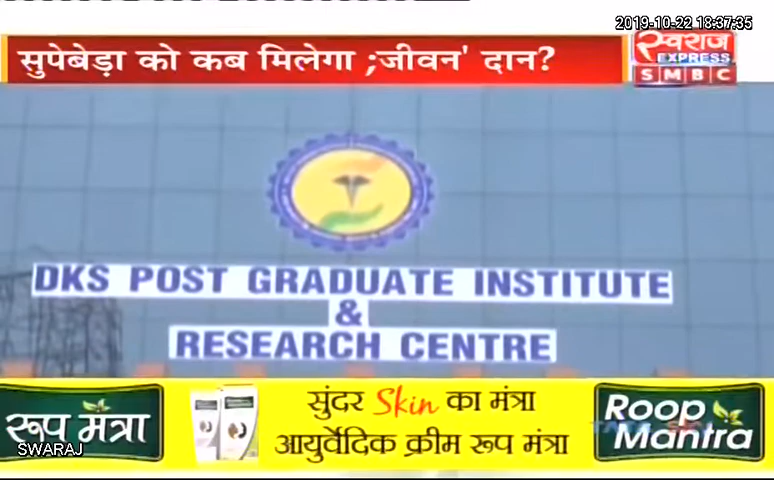 2019-10-22 18:37:35
सुपेबेड़ा को कब मिलेगा ;जीवन' दान?
स्वराज
EXPRESS
SMBC
DKS POST GRADUATE INSTITUTE
&
RESEARCH CENTRE
रूप मंत्रा
SWARAJ
सुंदर Skin का मंत्रा
आयुर्वेदिक क्रीम रूप मंत्रा
Roop
Mantra